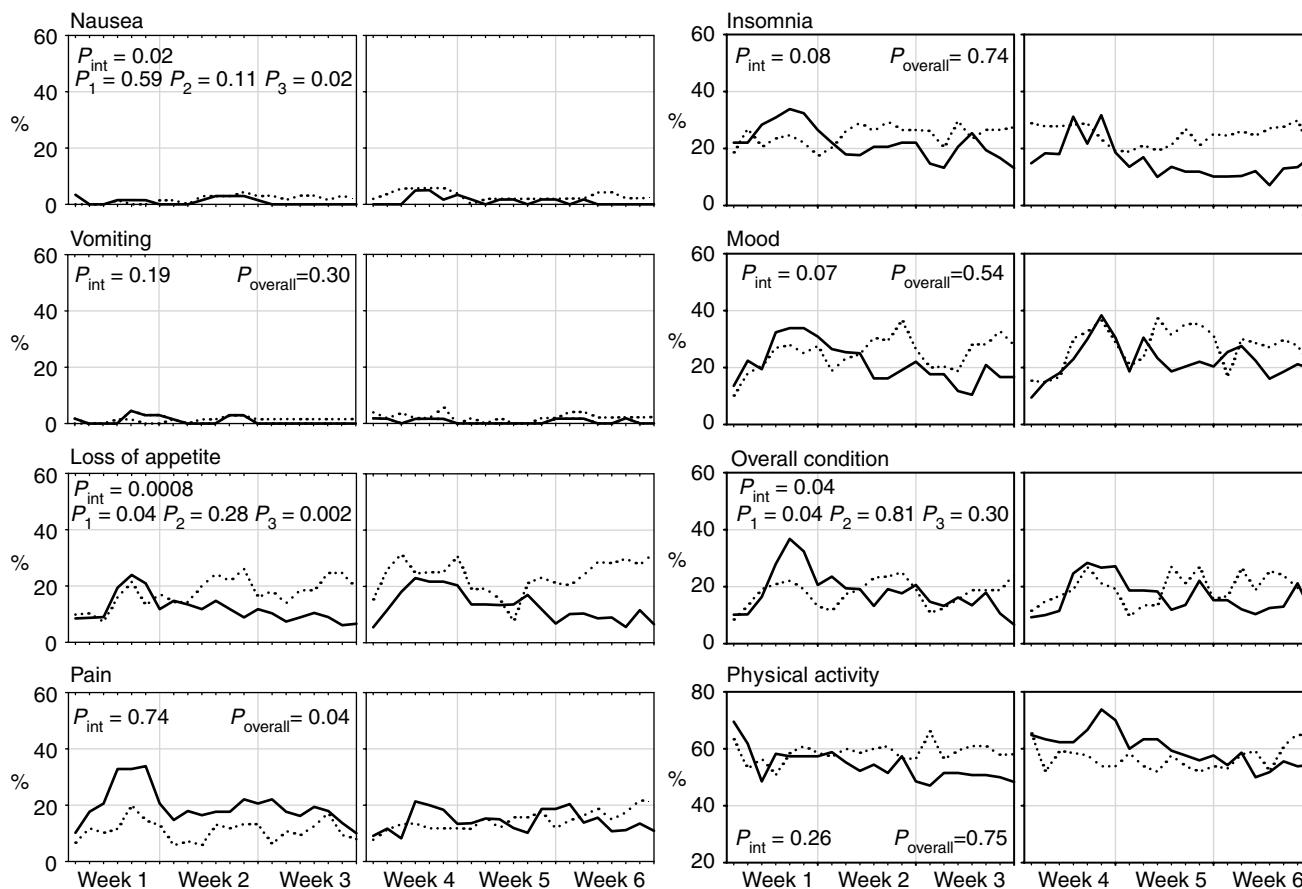 Nausea
60
P_int = 0.02
P_1 = 0.59 P_2 = 0.11 P_3 = 0.02
40
%
20
0
Vomiting
60
P_int = 0.19 P_overall=0.30
40
%
20
0
Loss of appetite
60
P_int = 0.0008
P_1 = 0.04 P_2 = 0.28 P_3 = 0.002
40
%
20
0
Pain
60
P_int = 0.74 P_overall= 0.04
40
%
20
0
Week 1 Week 2 Week 3 Week 4 Week 5 Week 6
Insomnia
60
P_int = 0.08 P_overall= 0.74
40
%
20
0
Mood
60
P_int = 0.07 P_overall=0.54
40
%
20
0
Overall condition
60
P_int = 0.04
P_1 = 0.04 P_2 = 0.81 P_3 = 0.30
40
%
20
0
Physical activity
80
60
%
40
P_int = 0.26 P_overall=0.75
20
Week 1 Week 2 Week 3 Week 4 Week 5 Week 6